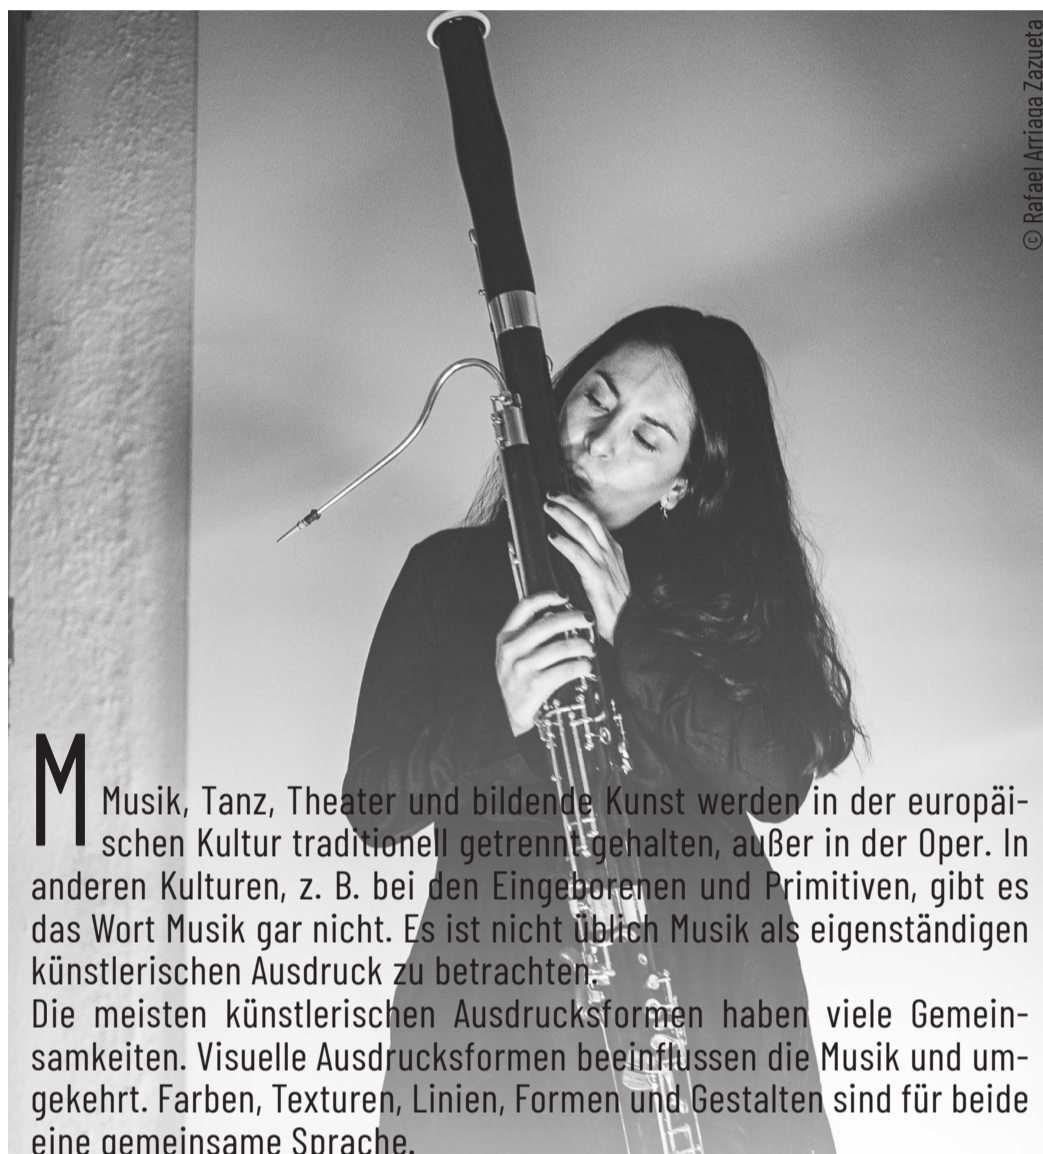 © Rafael Arriaga Zazueta
M Musik, Tanz, Theater und bildende Kunst werden in der europäi-
schen Kultur traditionell getrennt gehalten, außer in der Oper. In
anderen Kulturen, z. B. bei den Eingeborenen und Primitiven, gibt es
das Wort Musik gar nicht. Es ist nicht üblich Musik als eigenständigen
künstlerischen Ausdruck zu betrachten.
Die meisten künstlerischen Ausdrucksformen haben viele Gemein-
samkeiten. Visuelle Ausdrucksformen beeinflussen die Musik und um-
gekehrt. Farben, Texturen, Linien, Formen und Gestalten sind für beide
eine gemeinsame Sprache.